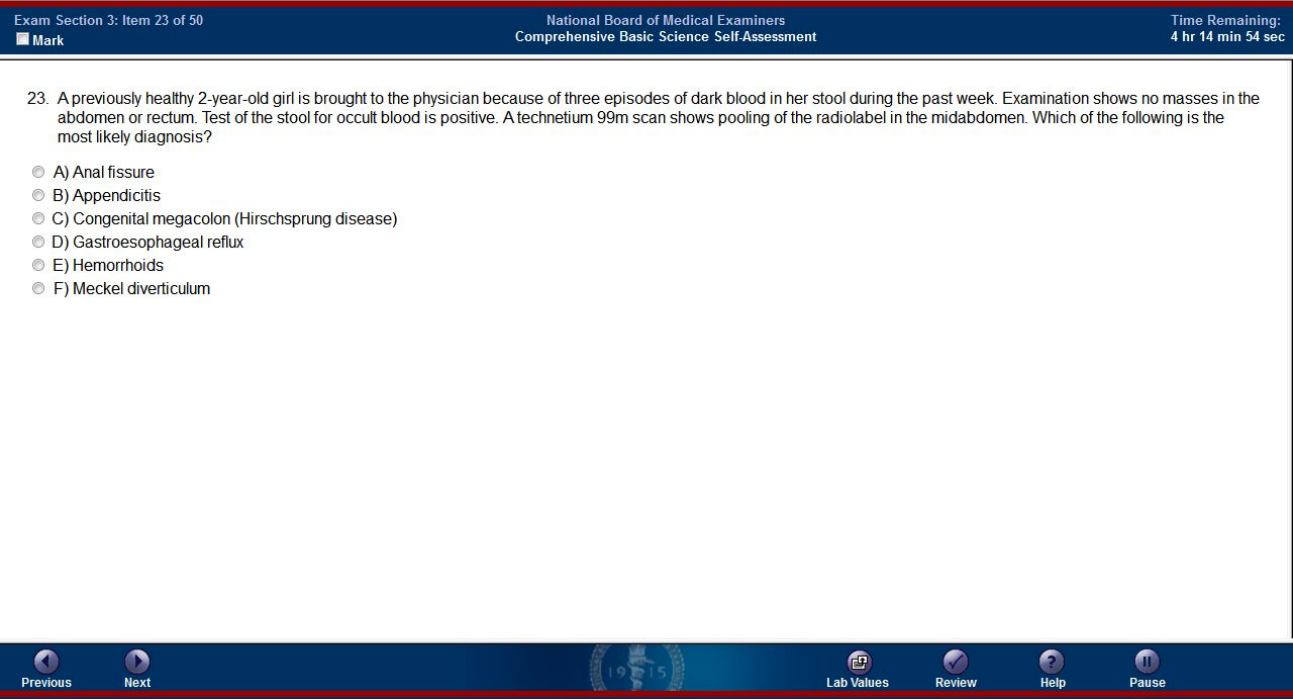 Exam Section 3: Item 23 of 50
National Board of Medical Examiners
Time Remaining:
Mark
Comprehensive Basic Science Self-Assessment
4 hr 14 min 54 sec
23. A previously healthy 2-year-old girl is brought to the physician because of three episodes of dark blood in her stool during the past week. Examination shows no masses in the
abdomen or rectum. Test of the stool for occult blood is positive. A technetium 99m scan shows pooling of the radiolabel in the midabdomen. Which of the following is the
most likely diagnosis?
A) Anal fissure
B) Appendicitis
C) Congenital megacolon (Hirschsprung disease)
D) Gastroesophageal reflux
E) Hemorrhoids
F) Meckel diverticulum
1915
Previous
Next
Lab Values
Review
Help
Pause